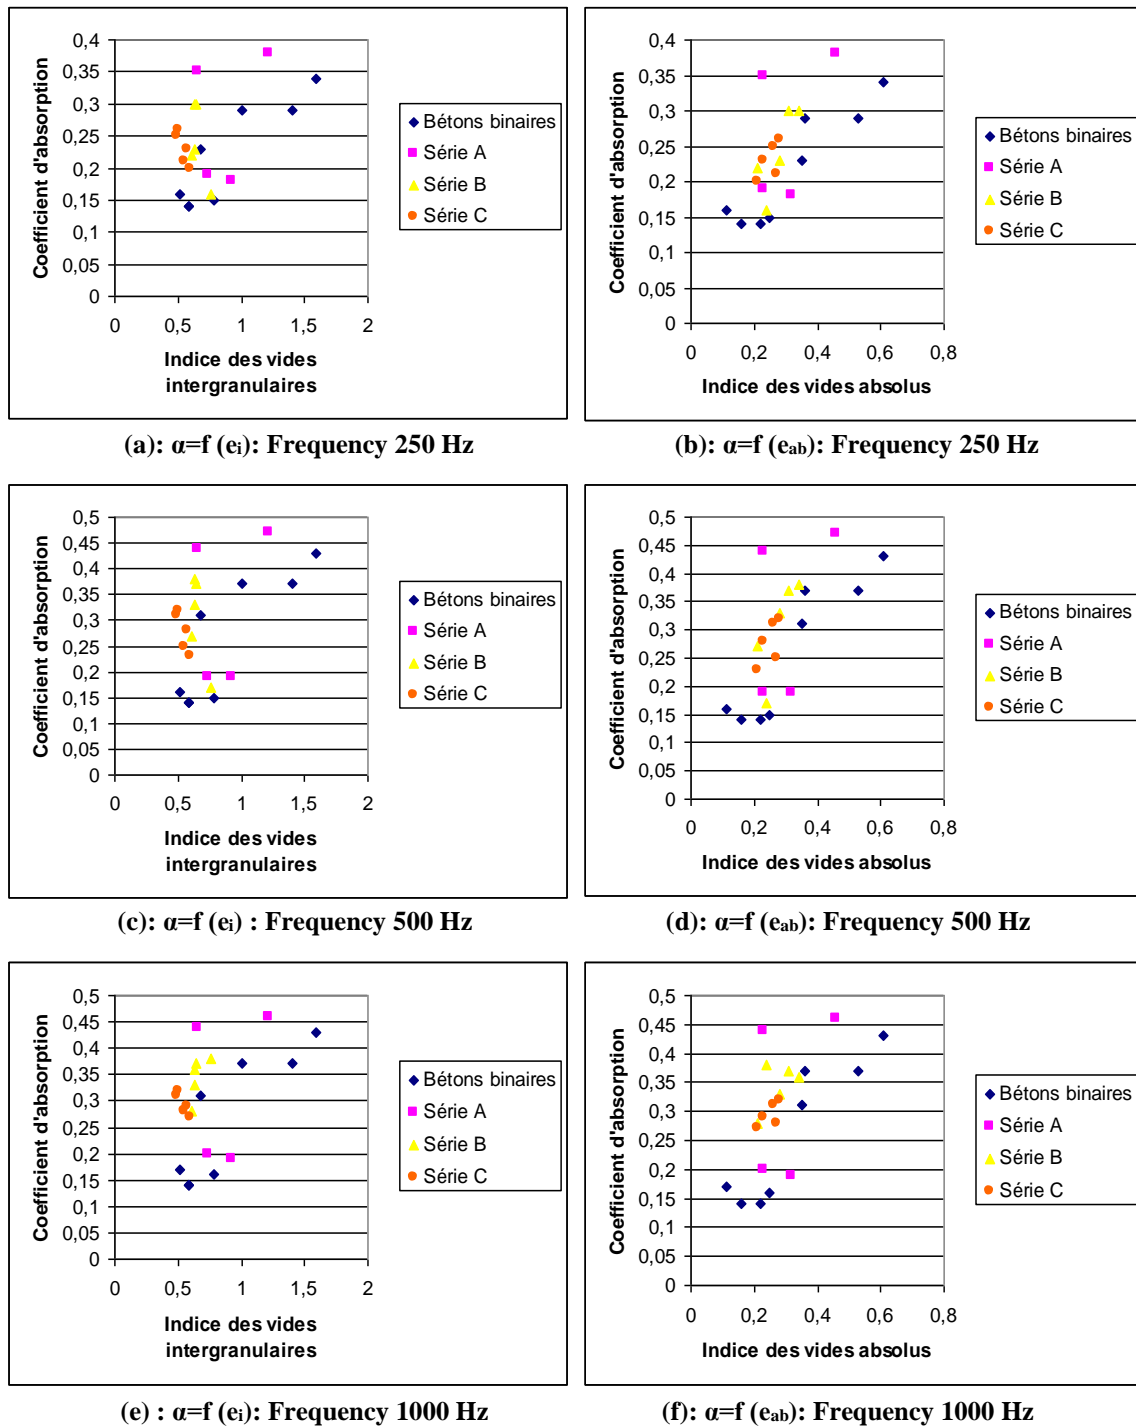 Coefficient d'absorption
0,4
0,35
0,3
0,25
0,2
0,15
0,1
0,05
0
0 0,5 1 1,5 2
Indice des vides
intergranulaires
Bétons binaires
Série A
Série B
Série C
(a): α=f (ei): Frequency 250 Hz
Coefficient d'absorption
0,4
0,35
0,3
0,25
0,2
0,15
0,1
0,05
0
0 0,2 0,4 0,6 0,8
Indice des vides absolus
Bétons binaires
Série A
Série B
Série C
(b): α=f (eab): Frequency 250 Hz
Coefficient d'absorption
0,5
0,45
0,4
0,35
0,3
0,25
0,2
0,15
0,1
0,05
0
0 0,5 1 1,5 2
Indice des vides
intergranulaires
Bétons binaires
Série A
Série B
Série C
(c): α=f (ei) : Frequency 500 Hz
Coefficient d'absorption
0,5
0,45
0,4
0,35
0,3
0,25
0,2
0,15
0,1
0,05
0
0 0,2 0,4 0,6 0,8
Indice des vides absolus
Bétons binaires
Série A
Série B
Série C
(d): α=f (eab): Frequency 500 Hz
Coefficient d'absorption
0,5
0,45
0,4
0,35
0,3
0,25
0,2
0,15
0,1
0,05
0
0 0,5 1 1,5 2
Indice des vides
intergranulaires
Bétons binaires
Série A
Série B
Série C
(e) : α=f (ei): Frequency 1000 Hz
Coefficient d'absorption
0,5
0,45
0,4
0,35
0,3
0,25
0,2
0,15
0,1
0,05
0
0 0,2 0,4 0,6 0,8
Indice des vides absolus
Bétons binaires
Série A
Série B
Série C
(f): α=f (eab): Frequency 1000 Hz